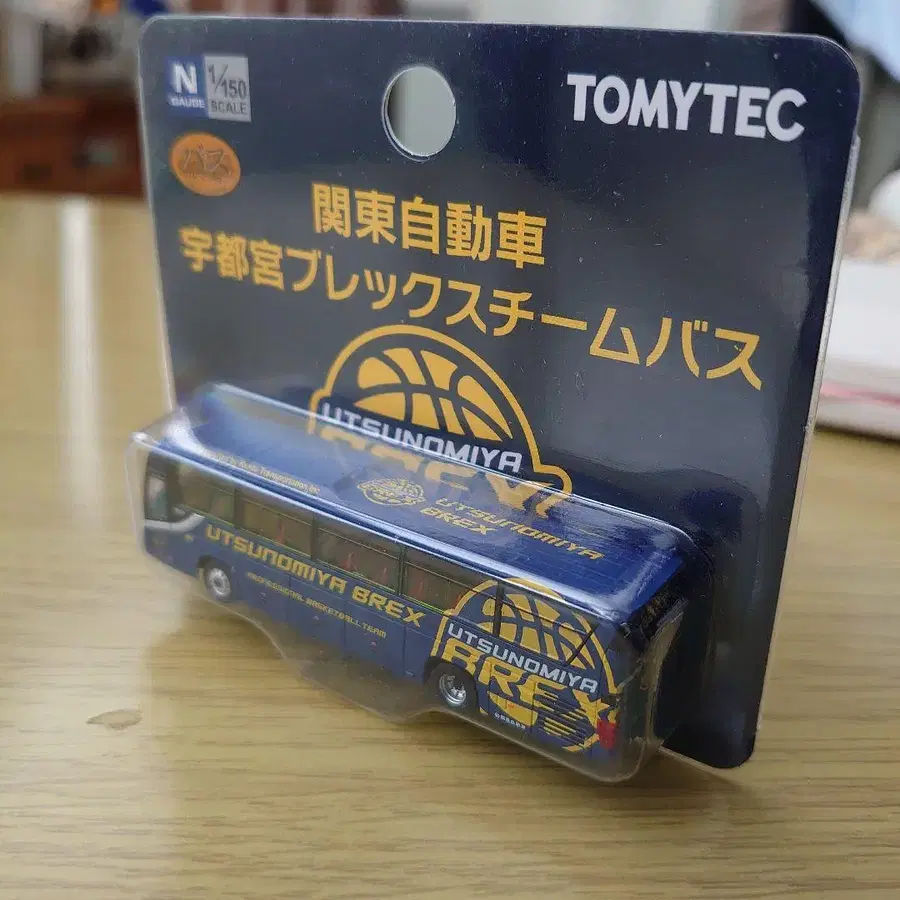 N
GAUGE
1/150
SCALE
TOMYTEC
バス
関東自動車
宇都宮ブレックスチームバス
UTSUNOMIYA
UTSUNOMIYA
BREX
UTSUNOMIYA BREX
PROFESSIONAL BASKETBALL TEAM
UTSUNOMIYA
BREX